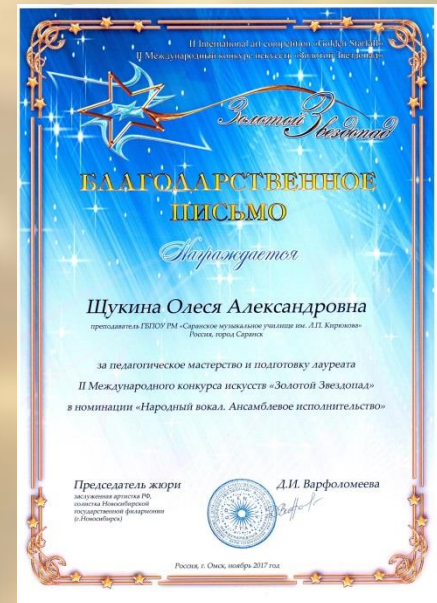 II International art competition «Golden Starfall»
II Международный конкурс искусств «Золотой Звездопад»
Золотой Звездопад
БЛАГОДАРСТВЕННОЕ
ПИСЬМО
Награждается
Щукина Олеся Александровна
преподаватель ГБПОУ РМ «Саранское музыкальное училище им. Л.П. Кирюкова»
Россия, город Саранск
за педагогическое мастерство и подготовку лауреата
II Международного конкурса искусств «Золотой Звездопад»
в номинации «Народный вокал. Ансамблевое исполнительство»
Председатель жюри
Д.И. Варфоломеева
заслуженная артистка РФ,
солистка Новосибирской
государственной филармонии
(г.Новосибирск)
Россия, г. Омск, ноябрь 2017 год